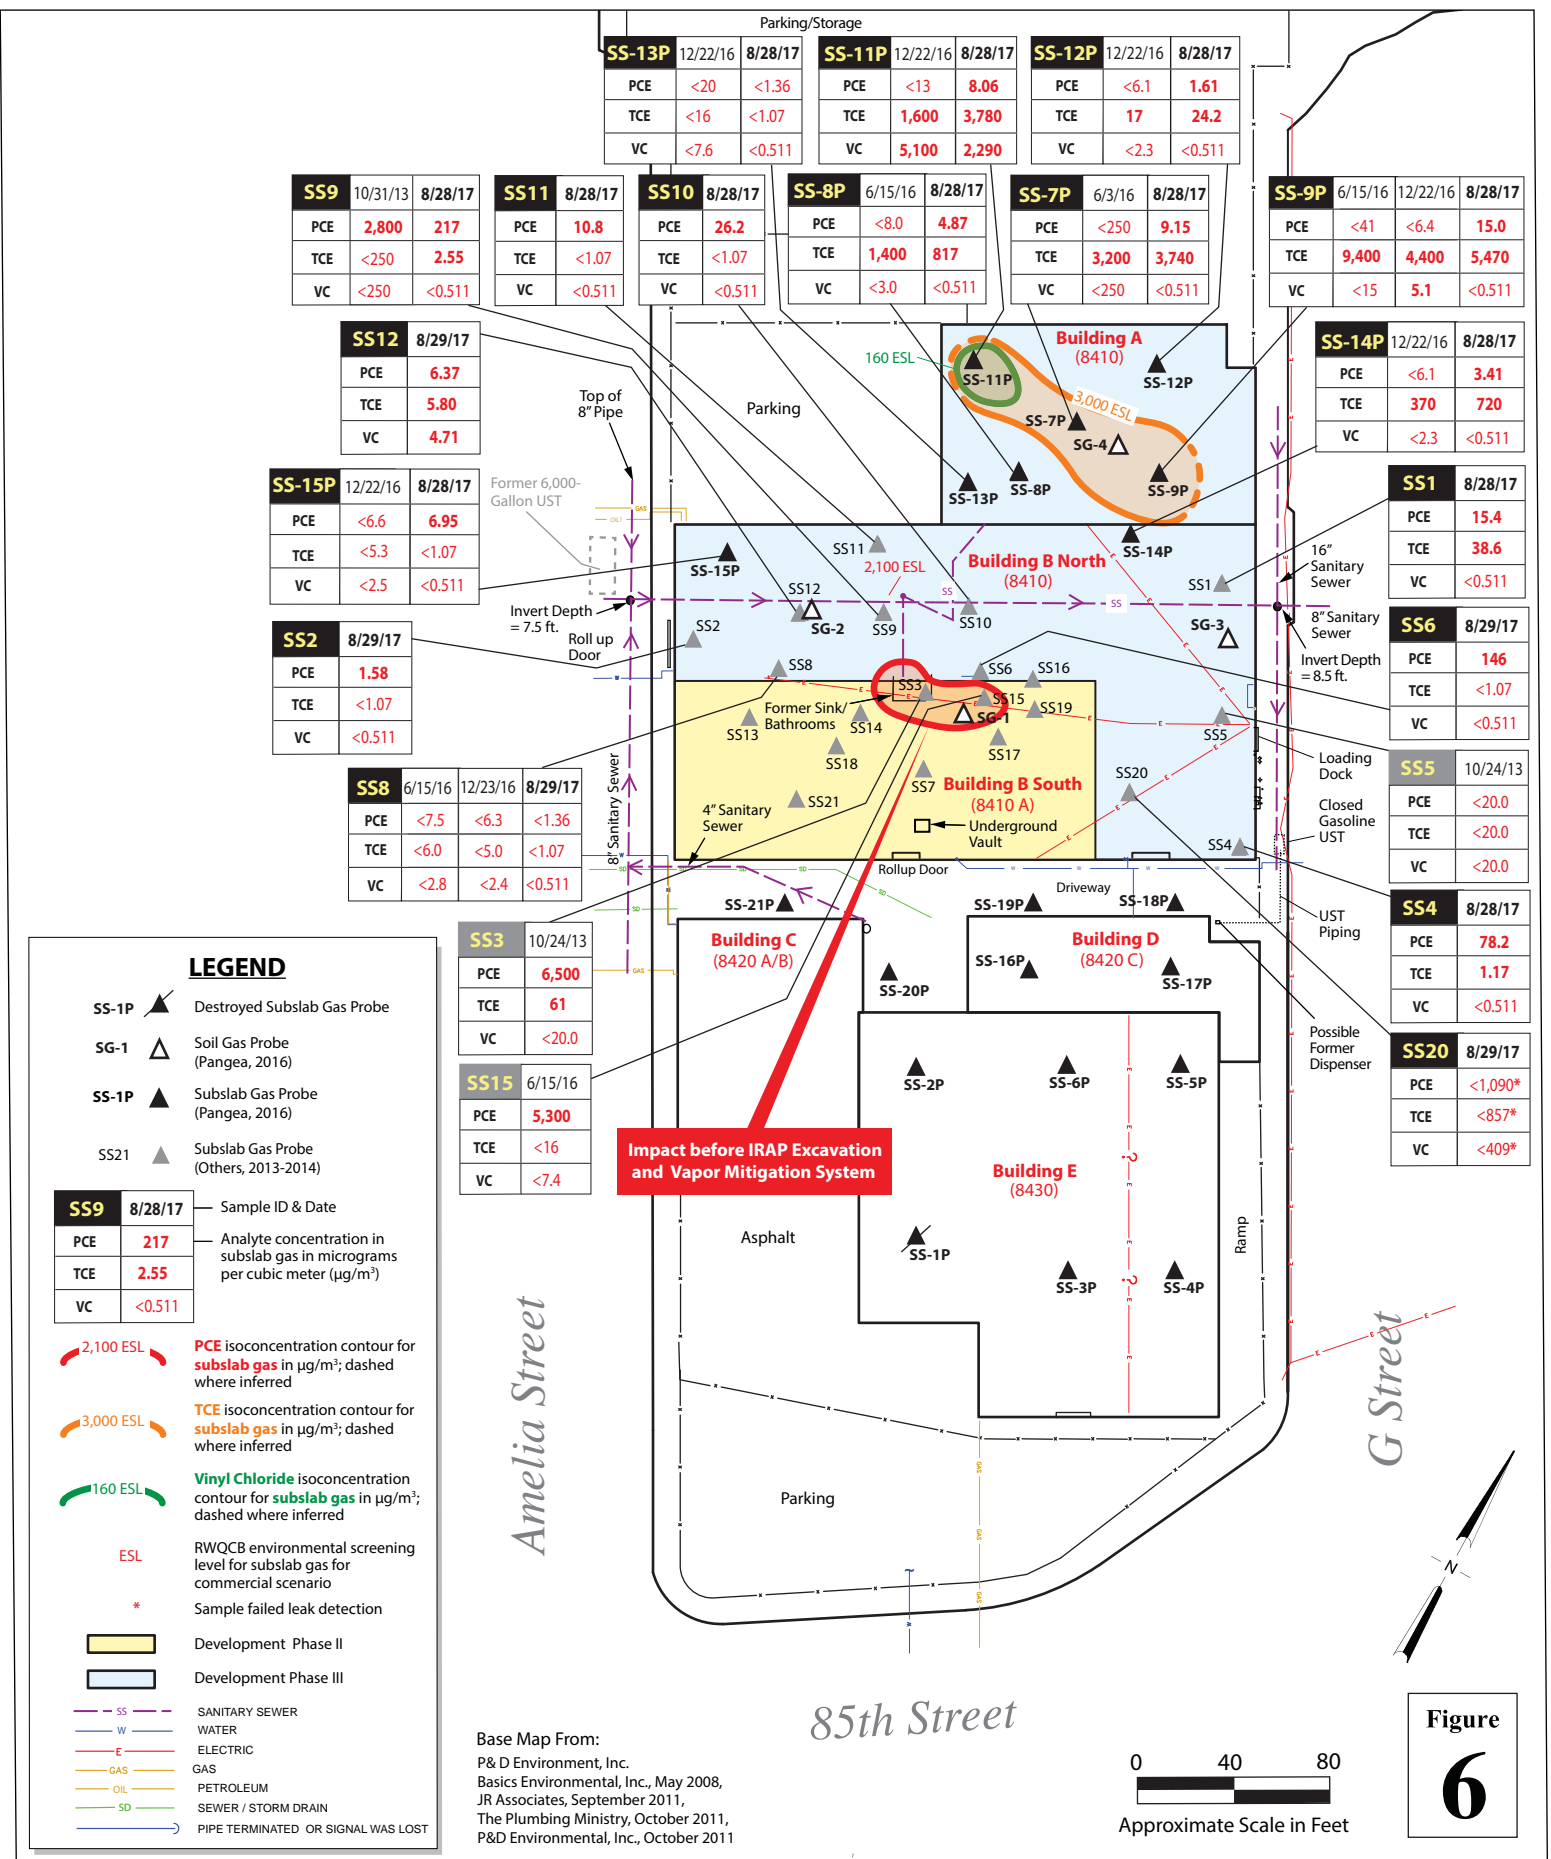 Parking/Storage
SS-13P 12/22/16 8/28/17
PCE <20 <1.36
TCE <16 <1.07
VC <7.6 <0.511
SS-11P 12/22/16 8/28/17
PCE <13 8.06
TCE 1,600 3,780
VC 5,100 2,290
SS-12P 12/22/16 8/28/17
PCE <6.1 1.61
TCE 17 24.2
VC <2.3 <0.511
SS9 10/31/13 8/28/17
PCE 2,800 217
TCE <250 2.55
VC <250 <0.511
SS11 8/28/17
PCE 10.8
TCE <1.07
VC <0.511
SS10 8/28/17
PCE 26.2
TCE <1.07
VC <0.511
SS-8P 6/15/16 8/28/17
PCE <8.0 4.87
TCE 1,400 817
VC <3.0 <0.511
SS-7P 6/3/16 8/28/17
PCE <250 9.15
TCE 3,200 3,740
VC <250 <0.511
SS-9P 6/15/16 12/22/16 8/28/17
PCE <41 <6.4 15.0
TCE 9,400 4,400 5,470
VC <15 5.1 <0.511
SS12 8/29/17
PCE 6.37
TCE 5.80
VC 4.71
SS-14P 12/22/16 8/28/17
PCE <6.1 3.41
TCE 370 720
VC <2.3 <0.511
SS-15P 12/22/16 8/28/17
PCE <6.6 6.95
TCE <5.3 <1.07
VC <2.5 <0.511
SS1 8/28/17
PCE 15.4
TCE 38.6
VC <0.511
SS2 8/29/17
PCE 1.58
TCE <1.07
VC <0.511
SS6 8/29/17
PCE 146
TCE <1.07
VC <0.511
SS8 6/15/16 12/23/16 8/29/17
PCE <7.5 <6.3 <1.36
TCE <6.0 <5.0 <1.07
VC <2.8 <2.4 <0.511
SS5 10/24/13
PCE <20.0
TCE <20.0
VC <20.0
SS3 10/24/13
PCE 6,500
TCE 61
VC <20.0
SS4 8/28/17
PCE 78.2
TCE 1.17
VC <0.511
SS15 6/15/16
PCE 5,300
TCE <16
VC <7.4
SS20 8/29/17
PCE <1,090*
TCE <857*
VC <409*
Building A
(8410)
160 ESL
SS-11P
SS-12P
3,000 ESL
SS-7P
SG-4
SS-8P
SS-9P
SS-13P
Parking
Top of
8" Pipe
Former 6,000-
Gallon UST
GAS
OIL?
SS-15P
SS11
2,100 ESL
Building B North
(8410)
SS-14P
SS1
16"
Sanitary
Sewer
SS12
SG-2
SS9
SS
SS10
SS
SG-3
8" Sanitary
Sewer
Invert Depth
= 7.5 ft.
Invert Depth
= 8.5 ft.
Roll up
Door
SS2
W
SS8
SS6
SS16
SS3
SS15
SS19
SG-1
Former Sink/
Bathrooms
SS13
SS14
SS18
SS17
SS5
SS7
SS20
SS21
Building B South
(8410 A)
Underground
Vault
Loading
Dock
Closed
Gasoline
UST
4" Sanitary
Sewer
8" Sanitary Sewer
SS4
Rollup Door
Driveway
W
SD
SD
SD
SD
SD
W
W
W
W
E
E
E
E
E
E
GAS
SS-21P
SS-19P
SS-18P
UST
Piping
Building C
(8420 A/B)
Building D
(8420 C)
SS-16P
SS-17P
SS-20P
Possible
Former
Dispenser
SS-2P
SS-6P
SS-5P
Impact before IRAP Excavation
and Vapor Mitigation System
Building E
(8430)
?
?
SS-1P
SS-3P
SS-4P
Asphalt
Ramp
Parking
GAS
GAS
GAS
W
Amelia Street
G Street
85th Street
N
LEGEND
SS-1P Destroyed Subslab Gas Probe
SG-1 Soil Gas Probe
(Pangea, 2016)
SS-1P Subslab Gas Probe
(Pangea, 2016)
SS21 Subslab Gas Probe
(Others, 2013-2014)
SS9 8/28/17 Sample ID & Date
PCE 217
TCE 2.55
VC <0.511
Analyte concentration in
subslab gas in micrograms
per cubic meter (µg/m³)
2,100 ESL PCE isoconcentration contour for
subslab gas in µg/m³; dashed
where inferred
3,000 ESL TCE isoconcentration contour for
subslab gas in µg/m³; dashed
where inferred
160 ESL Vinyl Chloride isoconcentration
contour for subslab gas in µg/m³;
dashed where inferred
ESL RWQCB environmental screening
level for subslab gas for
commercial scenario
* Sample failed leak detection
Development Phase II
Development Phase III
SS SANITARY SEWER
W WATER
E ELECTRIC
GAS GAS
OIL PETROLEUM
SD SEWER / STORM DRAIN
PIPE TERMINATED OR SIGNAL WAS LOST
Base Map From:
P& D Environment, Inc.
Basics Environmental, Inc., May 2008,
JR Associates, September 2011,
The Plumbing Ministry, October 2011,
P&D Environmental, Inc., October 2011
0 40 80
Approximate Scale in Feet
Figure
6